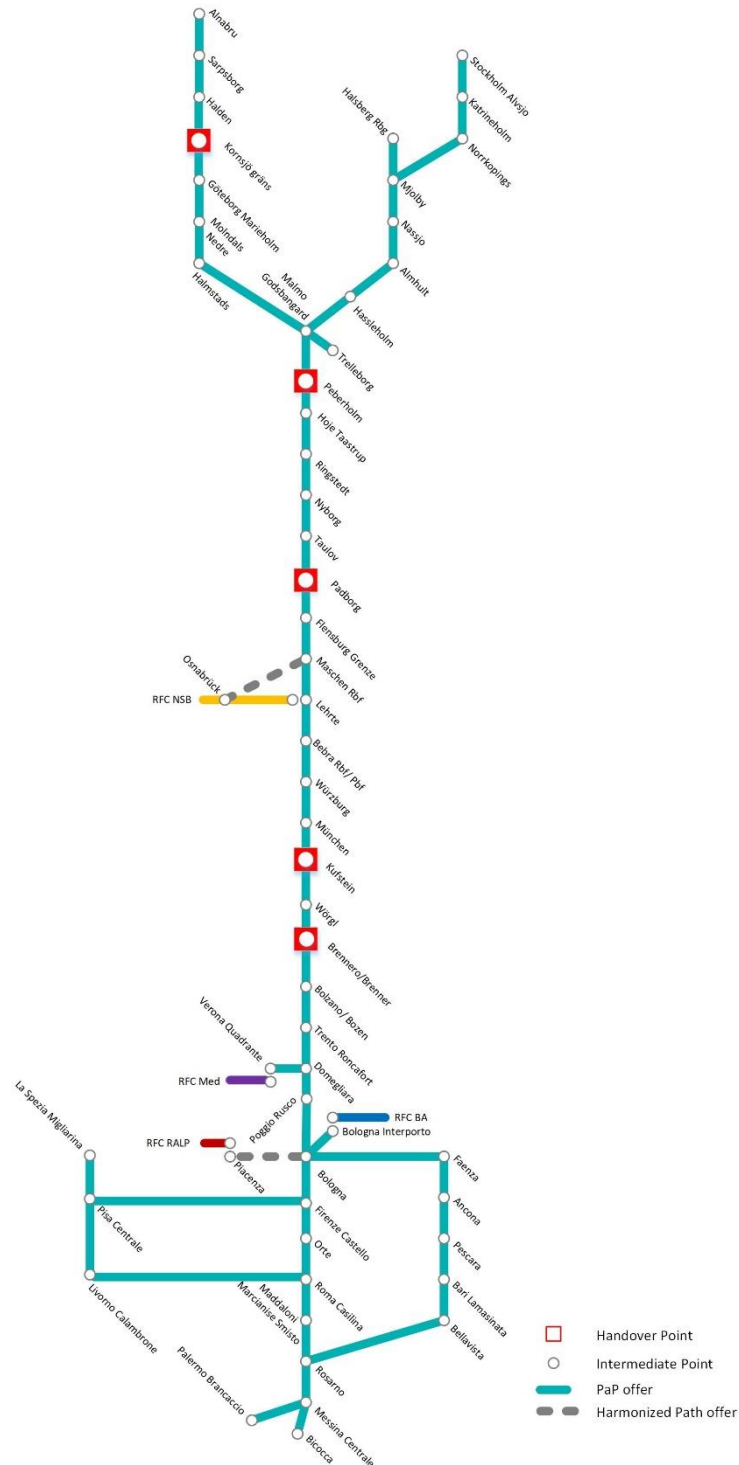 Alnabru
Sarpsborg
Halden
Kornsjö gräns
Göteborg Marieholm
Molndals
Nedre
Halmstads
Stockholm Alvsjo
Katrineholm
Norrkopings
Halsberg Rbg
Mjolby
Nassjo
Almhult
Hassleholm
Malmo
Godsbangard
Trelleborg
Peberholm
Hoje Taastrup
Ringstedt
Nyborg
Taulov
Padborg
Flensburg Grenze
Maschen Rbf
Osnabrück
RFC NSB
Lehrte
Bebra Rbf/ Pbf
Würzburg
München
Kufstein
Wörgl
Brennero/Brenner
Bolzano/ Bozen
Trento Roncafort
Verona Quadrante
Domegliara
RFC Med
Poggio Rusco
RFC BA
Bologna Interporto
La Spezia Migliarina
RFC RALP
Piacenza
Bologna
Faenza
Pisa Centrale
Firenze Castello
Ancona
Orte
Pescara
Livorno Calambrone
Roma Casilina
Bari Lamasinata
Maddaloni
Marcianise Smisto
Bellavista
Rosarno
Palermo Brancaccio
Messina Centrale
Bicocca
Handover Point
Intermediate Point
PaP offer
Harmonized Path offer